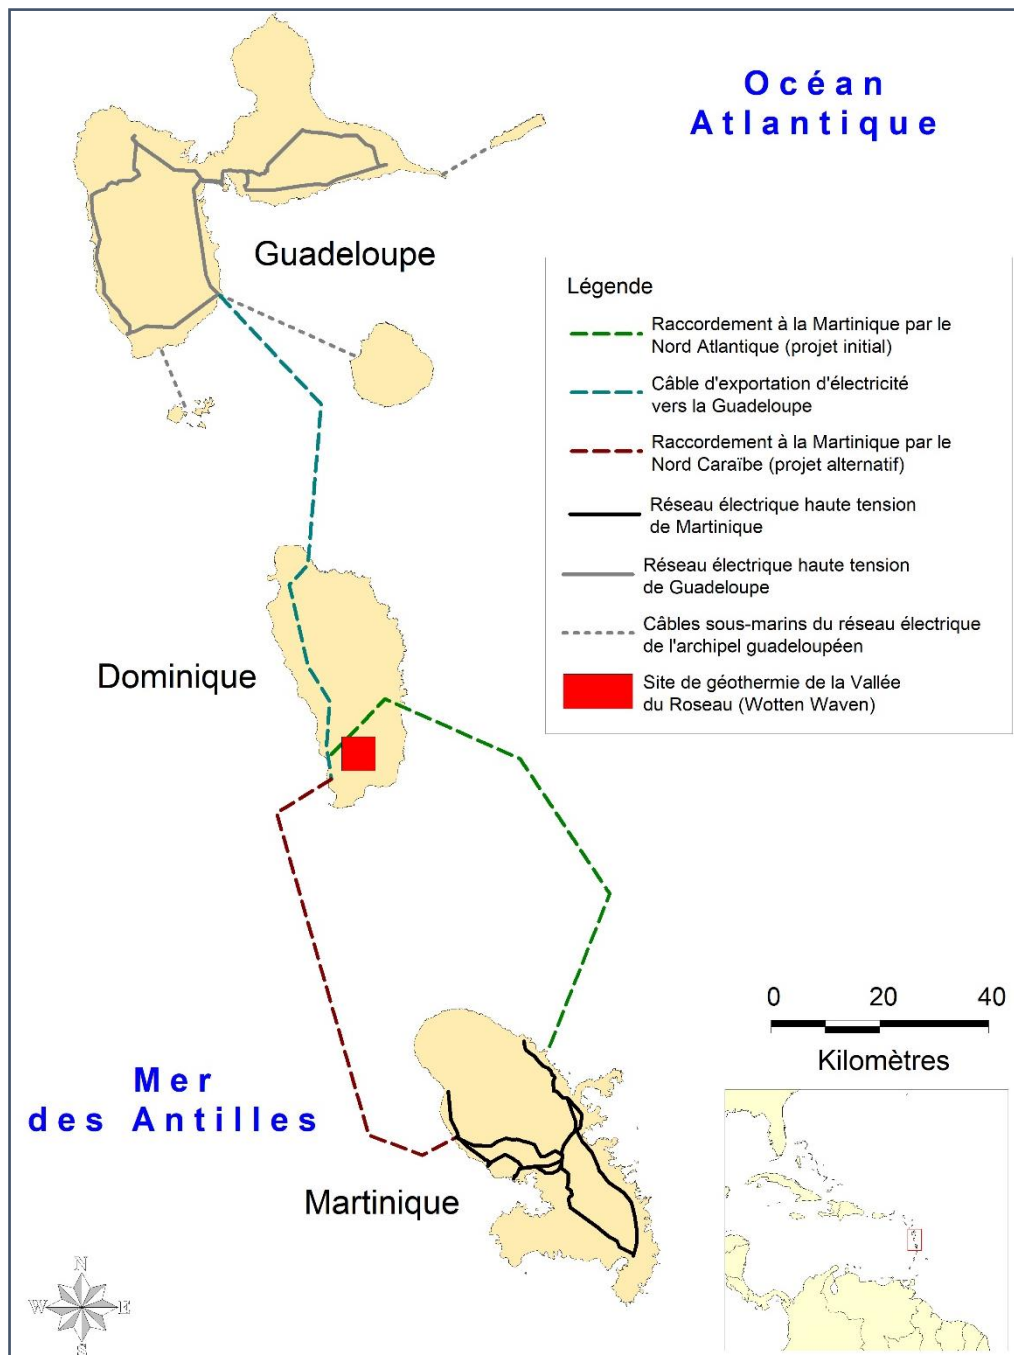 Océan
Atlantique
Guadeloupe
Légende
Raccordement à la Martinique par le
Nord Atlantique (projet initial)
Câble d'exportation d'électricité
vers la Guadeloupe
Raccordement à la Martinique par le
Nord Caraïbe (projet alternatif)
Réseau électrique haute tension
de Martinique
Réseau électrique haute tension
de Guadeloupe
Câbles sous-marins du réseau électrique
de l'archipel guadeloupéen
Site de géothermie de la Vallée
du Roseau (Wotten Waven)
Dominique
0 20 40
Kilomètres
Mer
des Antilles
Martinique
N
W E
S